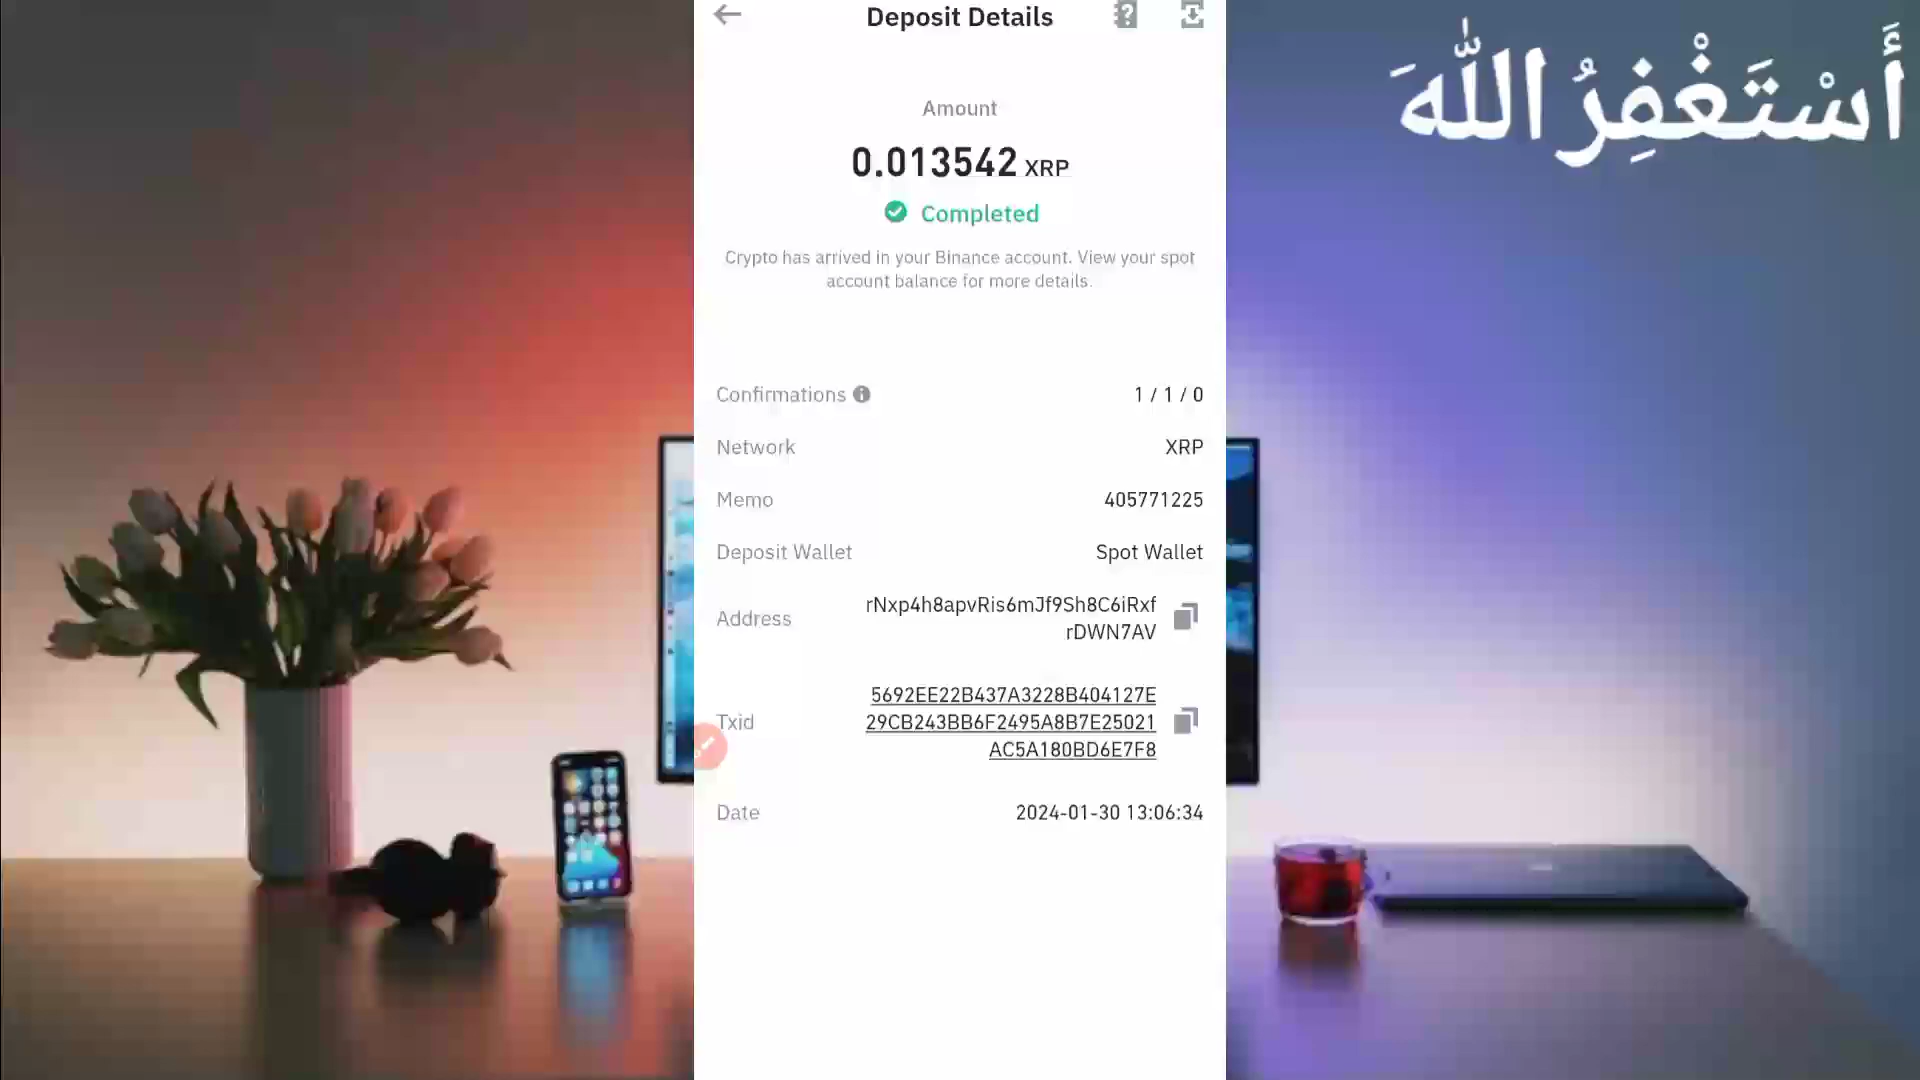 Deposit Details
أَسْتَغْفِرُ اللّٰهَ
Amount
0.013542 XRP
Completed
Crypto has arrived in your Binance account. View your spot
account balance for more details.
Confirmations 1 / 1 / 0
Network XRP
Memo 405771225
Deposit Wallet Spot Wallet
Address rNxp4h8apvRis6mJf9Sh8C6iRxf
rDWN7AV
Txid 5692EE22B437A3228B404127E
29CB243BB6F2495A8B7E25021
AC5A180BD6E7F8
Date 2024-01-30 13:06:34